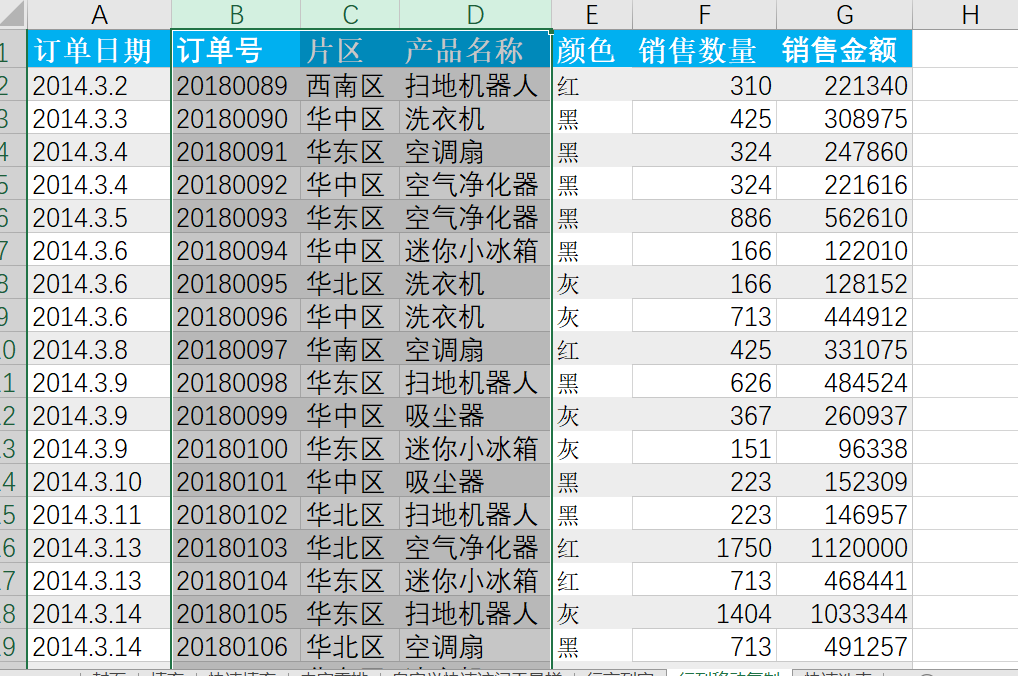 A B C D E F G H
1 订单日期 订单号 片区 产品名称 颜色 销售数量 销售金额
2 2014.3.2 20180089 西南区 扫地机器人 红 310 221340
3 2014.3.3 20180090 华中区 洗衣机 黑 425 308975
4 2014.3.4 20180091 华东区 空调扇 黑 324 247860
5 2014.3.4 20180092 华中区 空气净化器 黑 324 221616
6 2014.3.5 20180093 华东区 空气净化器 黑 886 562610
7 2014.3.6 20180094 华中区 迷你小冰箱 黑 166 122010
8 2014.3.6 20180095 华北区 洗衣机 灰 166 128152
9 2014.3.6 20180096 华中区 洗衣机 灰 713 444912
0 2014.3.8 20180097 华南区 空调扇 红 425 331075
1 2014.3.9 20180098 华东区 扫地机器人 黑 626 484524
2 2014.3.9 20180099 华中区 吸尘器 灰 367 260937
3 2014.3.9 20180100 华东区 迷你小冰箱 灰 151 96338
4 2014.3.10 20180101 华中区 吸尘器 黑 223 152309
5 2014.3.11 20180102 华北区 扫地机器人 黑 223 146957
6 2014.3.13 20180103 华北区 空气净化器 红 1750 1120000
7 2014.3.13 20180104 华东区 迷你小冰箱 红 713 468441
8 2014.3.14 20180105 华东区 扫地机器人 灰 1404 1033344
9 2014.3.14 20180106 华北区 空调扇 黑 713 491257